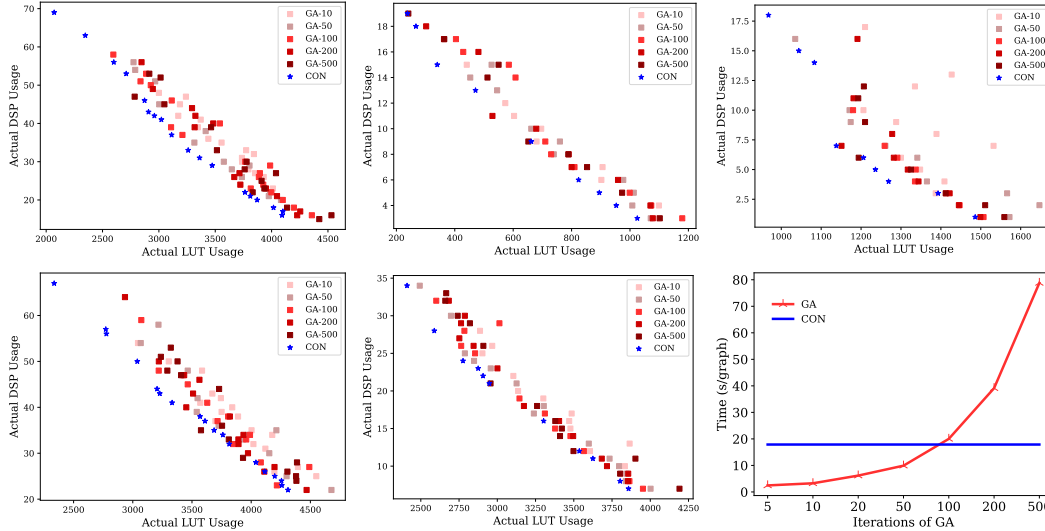 70
60
50
40
30
20
Actual DSP Usage
GA-10
GA-50
GA-100
GA-200
GA-500
CON
2000 2500 3000 3500 4000 4500
Actual LUT Usage
18
16
14
12
10
8
6
4
Actual DSP Usage
GA-10
GA-50
GA-100
GA-200
GA-500
CON
200 400 600 800 1000 1200
Actual LUT Usage
17.5
15.0
12.5
10.0
7.5
5.0
2.5
Actual DSP Usage
GA-10
GA-50
GA-100
GA-200
GA-500
CON
1000 1100 1200 1300 1400 1500 1600
Actual LUT Usage
60
50
40
30
20
Actual DSP Usage
GA-10
GA-50
GA-100
GA-200
GA-500
CON
2500 3000 3500 4000 4500
Actual LUT Usage
35
30
25
20
15
10
Actual DSP Usage
GA-10
GA-50
GA-100
GA-200
GA-500
CON
2500 2750 3000 3250 3500 3750 4000 4250
Actual LUT Usage
80
70
60
50
40
30
20
10
0
Time (s/graph)
GA
CON
5 10 20 50 100 200 500
Iterations of GA